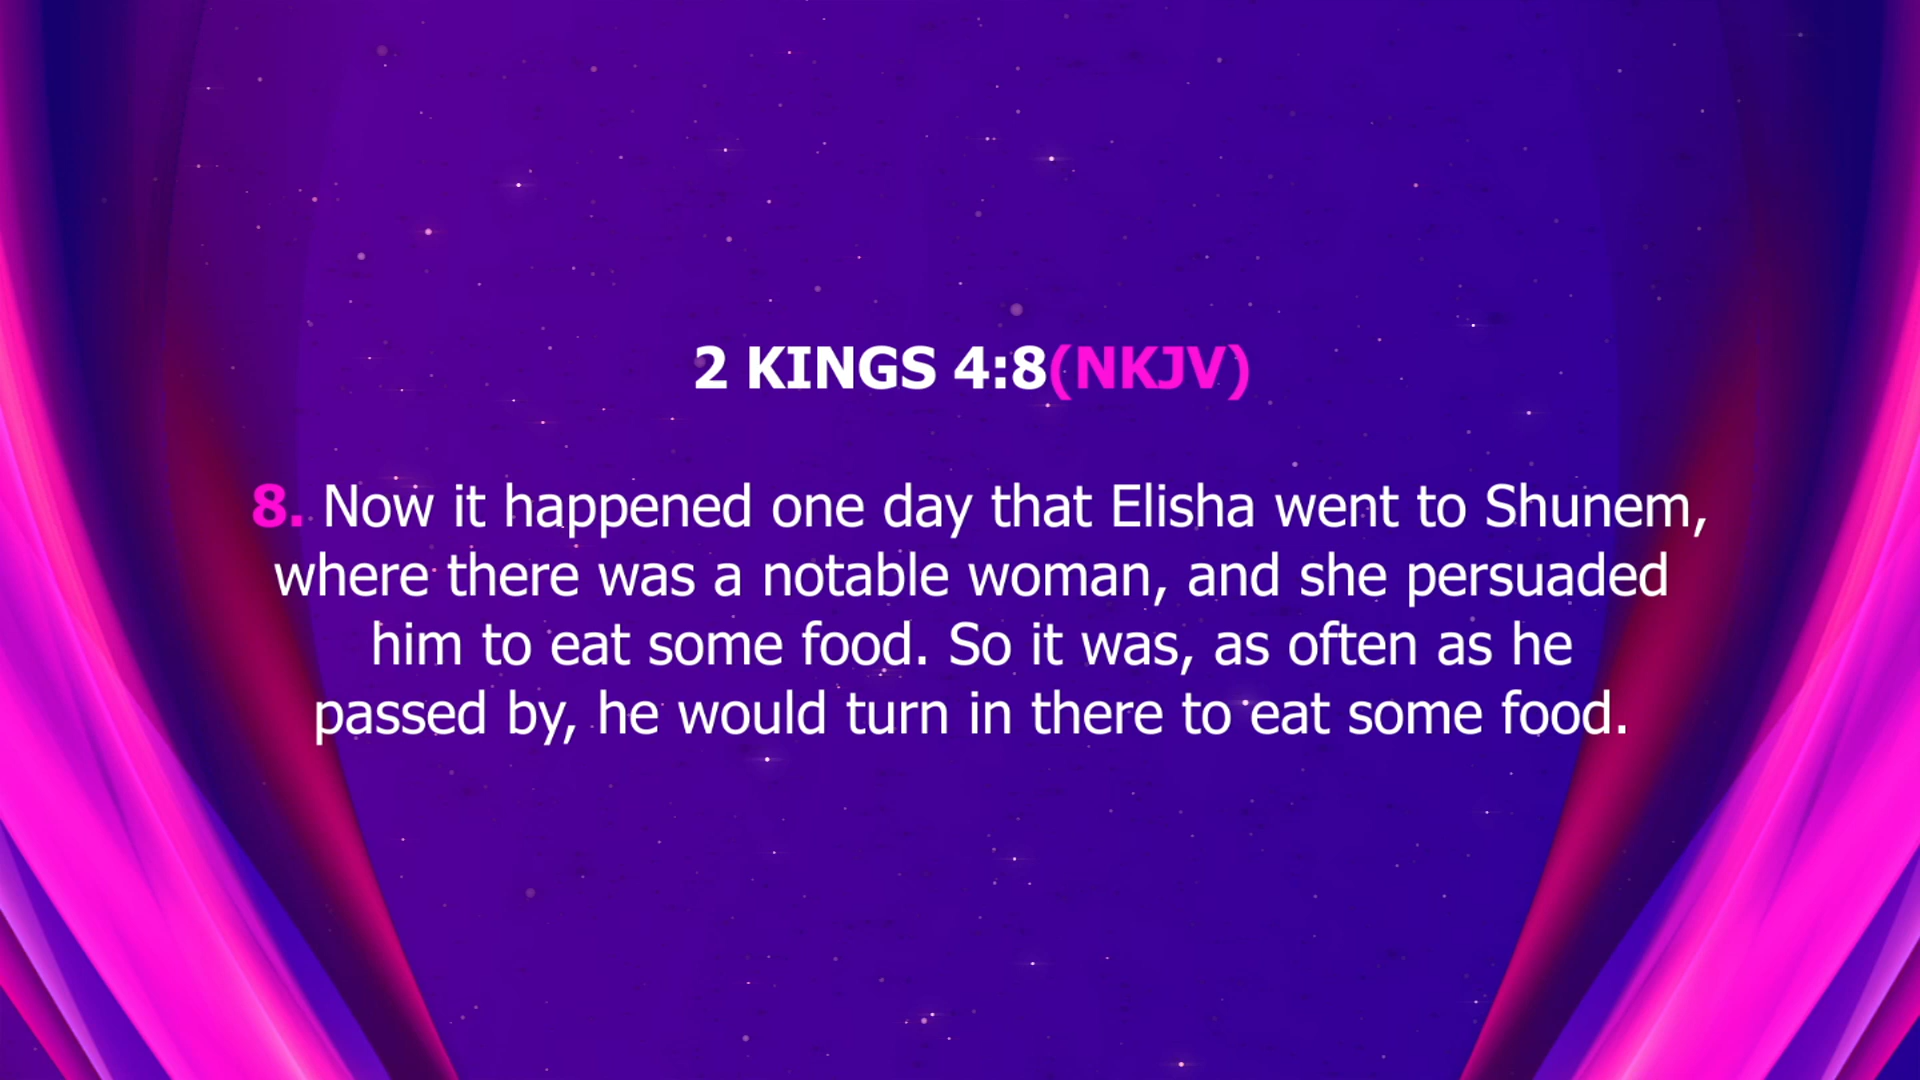 2 KINGS 4:8(NKJV)
8. Now it happened one day that Elisha went to Shunem,
where there was a notable woman, and she persuaded
him to eat some food. So it was, as often as he
passed by, he would turn in there to eat some food.